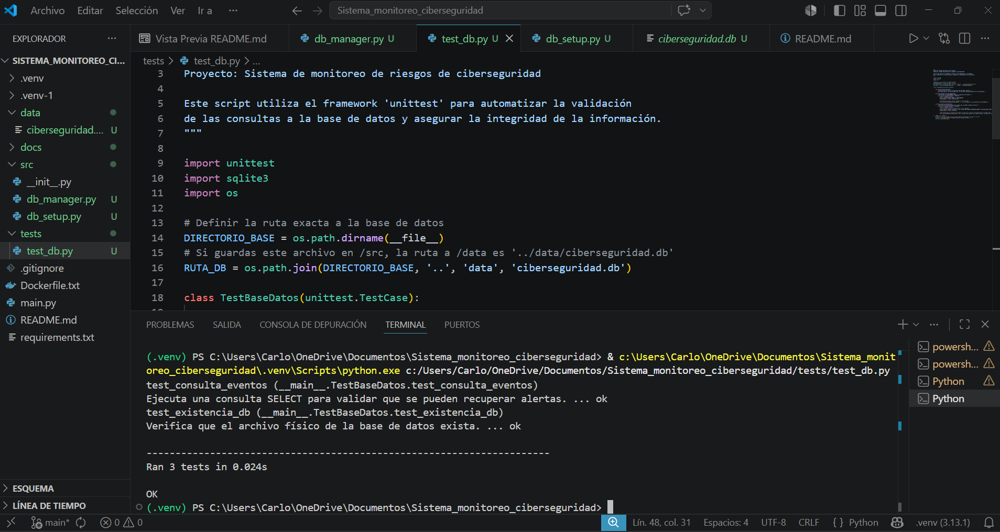 Archivo Editar Selección Ver Ir a ···
Sistema_monitoreo_ciberseguridad
EXPLORADOR ···
Vista Previa README.md
db_manager.py U
test_db.py U
db_setup.py U
ciberseguridad.db U
README.md
SISTEMA_MONITOREO_CI...
.venv
.venv-1
data
ciberseguridad.... U
docs
src
__init__.py
db_manager.py U
db_setup.py U
tests
test_db.py U
.gitignore
Dockerfile.txt
main.py
README.md
requirements.txt
ESQUEMA
LÍNEA DE TIEMPO
tests > test_db.py > ...
3 Proyecto: Sistema de monitoreo de riesgos de ciberseguridad
4
5 Este script utiliza el framework 'unittest' para automatizar la validación
6 de las consultas a la base de datos y asegurar la integridad de la información.
7 """
8
9 import unittest
10 import sqlite3
11 import os
12
13 # Definir la ruta exacta a la base de datos
14 DIRECTORIO_BASE = os.path.dirname(__file__)
15 # Si guardas este archivo en /src, la ruta a /data es '../data/ciberseguridad.db'
16 RUTA_DB = os.path.join(DIRECTORIO_BASE, '..', 'data', 'ciberseguridad.db')
17
18 class TestBaseDatos(unittest.TestCase):
PROBLEMAS SALIDA CONSOLA DE DEPURACIÓN TERMINAL PUERTOS
(.venv) PS C:\Users\Carlo\OneDrive\Documentos\Sistema_monitoreo_ciberseguridad> & c:\Users\Carlo\OneDrive\Documentos\Sistema_monit
oreo_ciberseguridad\.venv\Scripts\python.exe c:/Users/Carlo/OneDrive/Documentos/Sistema_monitoreo_ciberseguridad/tests/test_db.py
test_consulta_eventos (__main__.TestBaseDatos.test_consulta_eventos)
Ejecuta una consulta SELECT para validar que se pueden recuperar alertas. ... ok
test_existencia_db (__main__.TestBaseDatos.test_existencia_db)
Verifica que el archivo físico de la base de datos exista. ... ok
----------------------------------------------------------------------
Ran 3 tests in 0.024s
OK
(.venv) PS C:\Users\Carlo\OneDrive\Documentos\Sistema_monitoreo_ciberseguridad>
powersh...
powersh...
Python
Python
main* 0 0 Lín. 48, col. 31 Espacios: 4 UTF-8 CRLF { } Python .venv (3.13.1)